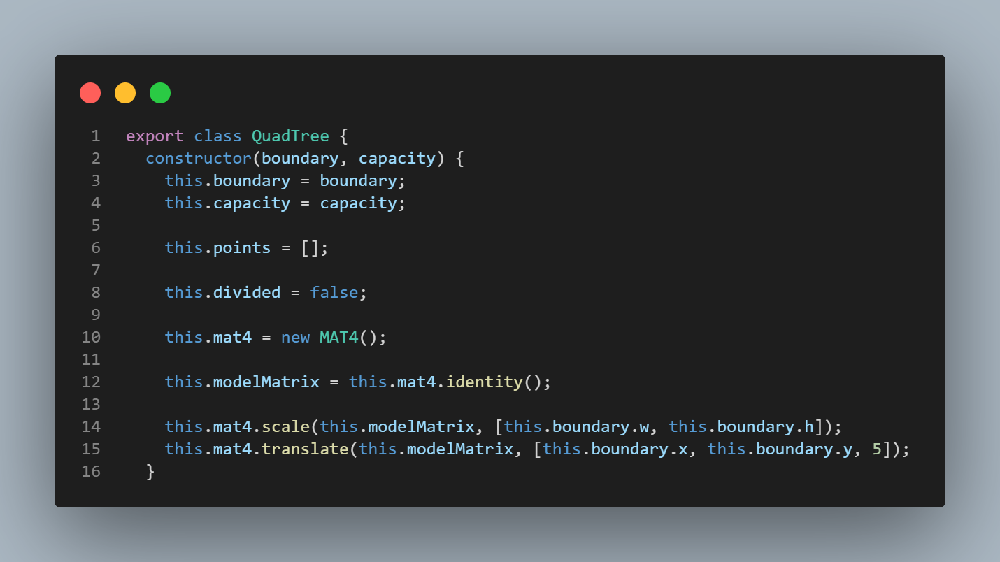 1 export class QuadTree {
2   constructor(boundary, capacity) {
3     this.boundary = boundary;
4     this.capacity = capacity;
5
6     this.points = [];
7
8     this.divided = false;
9
10     this.mat4 = new MAT4();
11
12     this.modelMatrix = this.mat4.identity();
13
14     this.mat4.scale(this.modelMatrix, [this.boundary.w, this.boundary.h]);
15     this.mat4.translate(this.modelMatrix, [this.boundary.x, this.boundary.y, 5]);
16   }